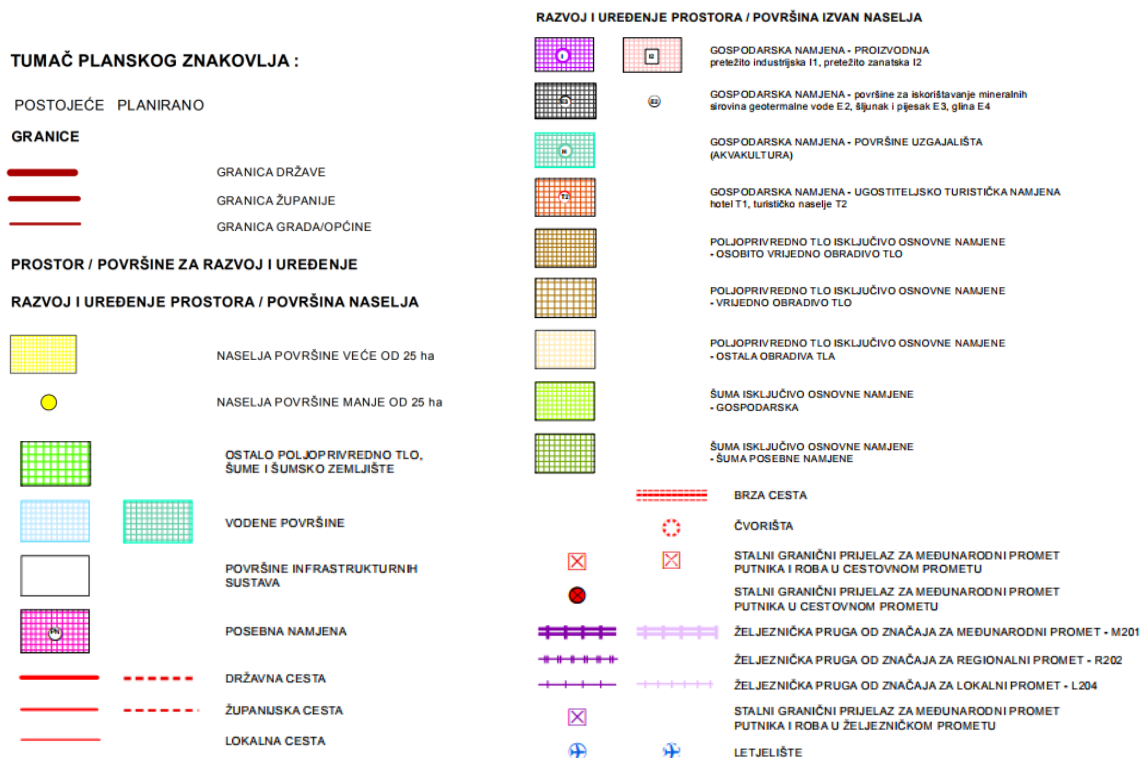 TUMAČ PLANSKOG ZNAKOVLJA :
POSTOJEĆE PLANIRANO
GRANICE
GRANICA DRŽAVE
GRANICA ŽUPANIJE
GRANICA GRADA/OPĆINE
PROSTOR / POVRŠINE ZA RAZVOJ I UREĐENJE
RAZVOJ I UREĐENJE PROSTORA / POVRŠINA NASELJA
NASELJA POVRŠINE VEĆE OD 25 ha
NASELJA POVRŠINE MANJE OD 25 ha
OSTALO POLJOPRIVREDNO TLO,
ŠUME I ŠUMSKO ZEMLJIŠTE
VODENE POVRŠINE
POVRŠINE INFRASTRUKTURNIH
SUSTAVA
PN
POSEBNA NAMJENA
DRŽAVNA CESTA
ŽUPANIJSKA CESTA
LOKALNA CESTA
RAZVOJ I UREĐENJE PROSTORA / POVRŠINA IZVAN NASELJA
I I2
GOSPODARSKA NAMJENA - PROIZVODNJA
pretežito industrijska I1, pretežito zanatska I2
E3
GOSPODARSKA NAMJENA - površine za iskorištavanje mineralnih
sirovina geotermalne vode E2, šljunak i pijesak E3, glina E4
H
GOSPODARSKA NAMJENA - POVRŠINE UZGAJALIŠTA
(AKVAKULTURA)
T2
GOSPODARSKA NAMJENA - UGOSTITELJSKO TURISTIČKA NAMJENA
hotel T1, turističko naselje T2
POLJOPRIVREDNO TLO ISKLJUČIVO OSNOVNE NAMJENE
- OSOBITO VRIJEDNO OBRADIVO TLO
POLJOPRIVREDNO TLO ISKLJUČIVO OSNOVNE NAMJENE
- VRIJEDNO OBRADIVO TLO
POLJOPRIVREDNO TLO ISKLJUČIVO OSNOVNE NAMJENE
- OSTALA OBRADIVA TLA
ŠUMA ISKLJUČIVO OSNOVNE NAMJENE
- GOSPODARSKA
ŠUMA ISKLJUČIVO OSNOVNE NAMJENE
- ŠUMA POSEBNE NAMJENE
BRZA CESTA
ČVORIŠTA
STALNI GRANIČNI PRIJELAZ ZA MEĐUNARODNI PROMET
PUTNIKA I ROBA U CESTOVNOM PROMETU
STALNI GRANIČNI PRIJELAZ ZA MEĐUNARODNI PROMET
PUTNIKA U CESTOVNOM PROMETU
ŽELJEZNIČKA PRUGA OD ZNAČAJA ZA MEĐUNARODNI PROMET - M201
ŽELJEZNIČKA PRUGA OD ZNAČAJA ZA REGIONALNI PROMET - R202
ŽELJEZNIČKA PRUGA OD ZNAČAJA ZA LOKALNI PROMET - L204
STALNI GRANIČNI PRIJELAZ ZA MEĐUNARODNI PROMET
PUTNIKA I ROBA U ŽELJEZNIČKOM PROMETU
LETJELIŠTE